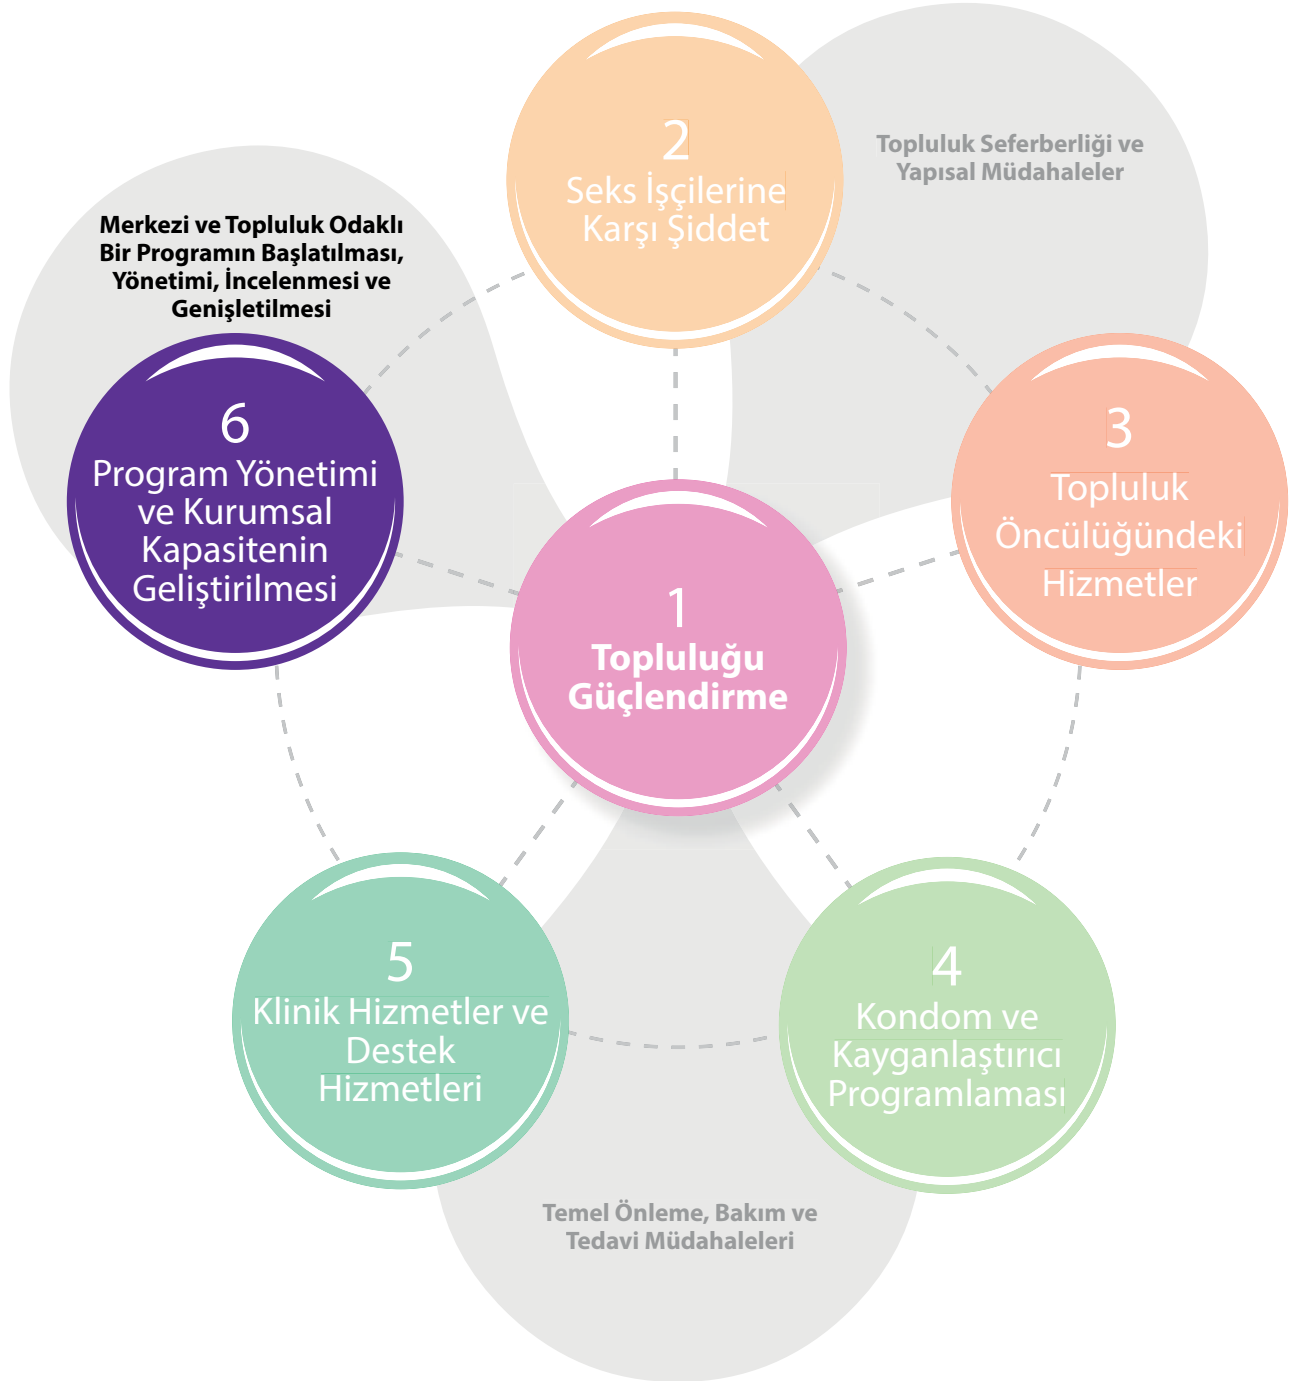 2
Seks İşçilerine
Karşı Şiddet
Topluluk Seferberliği ve
Yapısal Müdahaleler
Merkezi ve Topluluk Odaklı
Bir Programın Başlatılması,
Yönetimi, İncelenmesi ve
Genişletilmesi
6
Program Yönetimi
ve Kurumsal
Kapasitenin
Geliştirilmesi
3
Topluluk
Öncülüğündeki
Hizmetler
1
Topluluğu
Güçlendirme
5
Klinik Hizmetler ve
Destek
Hizmetleri
4
Kondom ve
Kayganlaştırıcı
Programlaması
Temel Önleme, Bakım ve
Tedavi Müdahaleleri